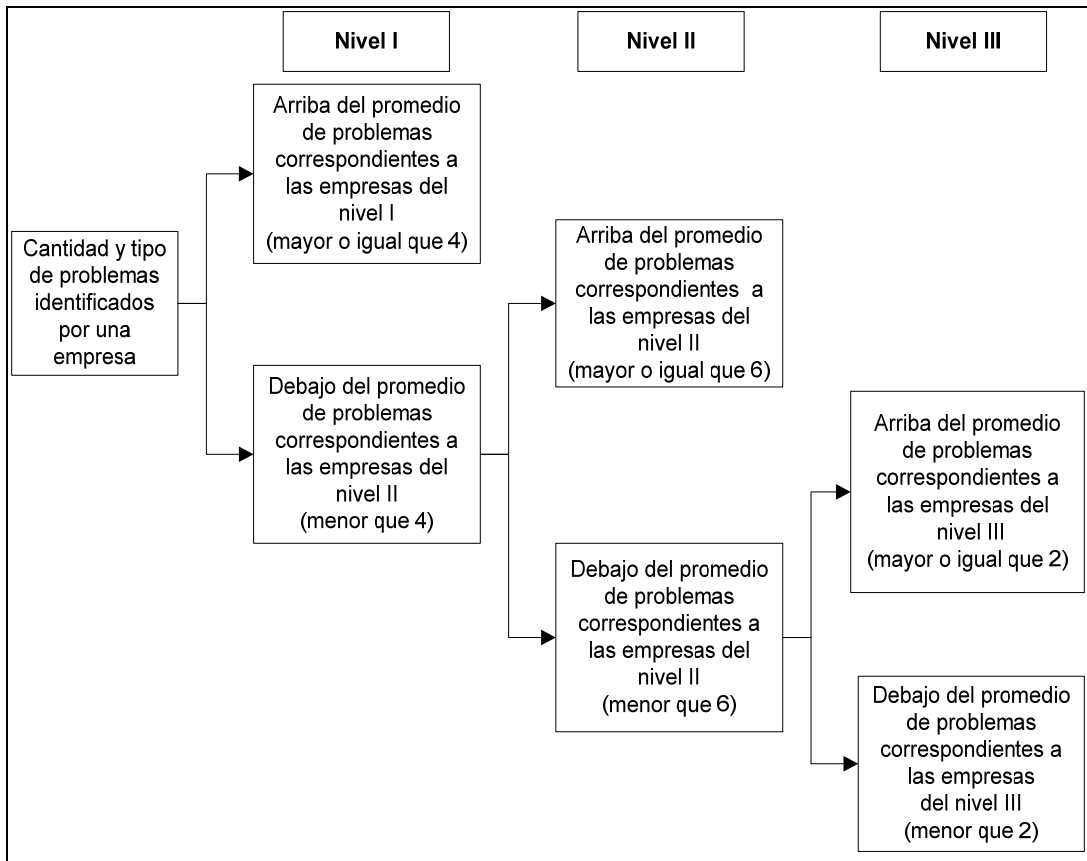 Nivel I
Nivel II
Nivel III
Arriba del promedio
de problemas
correspondientes a
las empresas del
nivel I
(mayor o igual que 4)
Cantidad y tipo
de problemas
identificados
por una
empresa
Debajo del promedio
de problemas
correspondientes a
las empresas del
nivel II
(menor que 4)
Arriba del promedio
de problemas
correspondientes a
las empresas del
nivel II
(mayor o igual que 6)
Debajo del promedio
de problemas
correspondientes a
las empresas del
nivel II
(menor que 6)
Arriba del promedio
de problemas
correspondientes a
las empresas del
nivel III
(mayor o igual que 2)
Debajo del promedio
de problemas
correspondientes a
las empresas
del nivel III
(menor que 2)